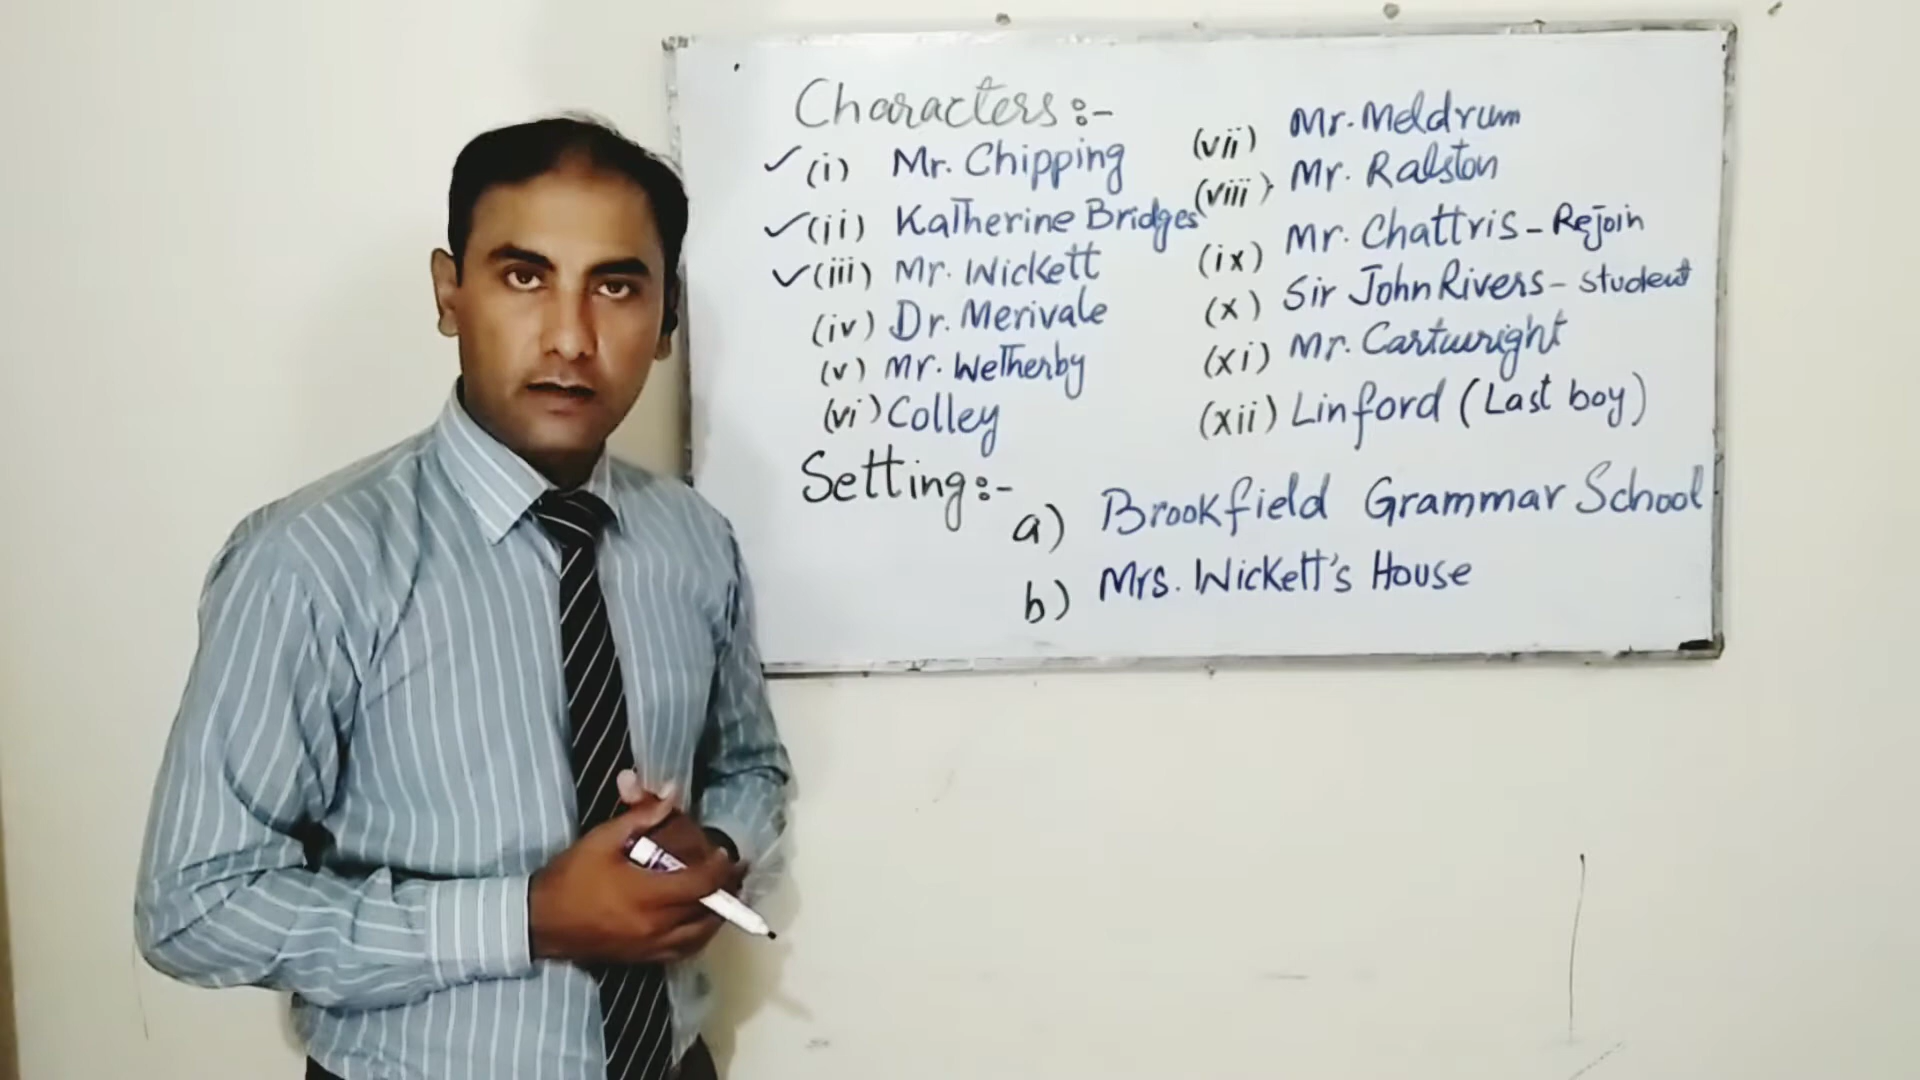 Characters:-
✓ (i) Mr. Chipping
✓ (ii) Katherine Bridges
✓ (iii) Mr. Wickett
(iv) Dr. Merivale
(v) Mr. Wetherby
(vi) Colley
(vii) Mr. Meldrum
(viii) Mr. Ralston
(ix) Mr. Chattris - Rejoin
(x) Sir John Rivers - student
(xi) Mr. Cartwright
(xii) Linford (Last boy)
Setting:-
a) Brookfield Grammar School
b) Mrs. Wickett's House